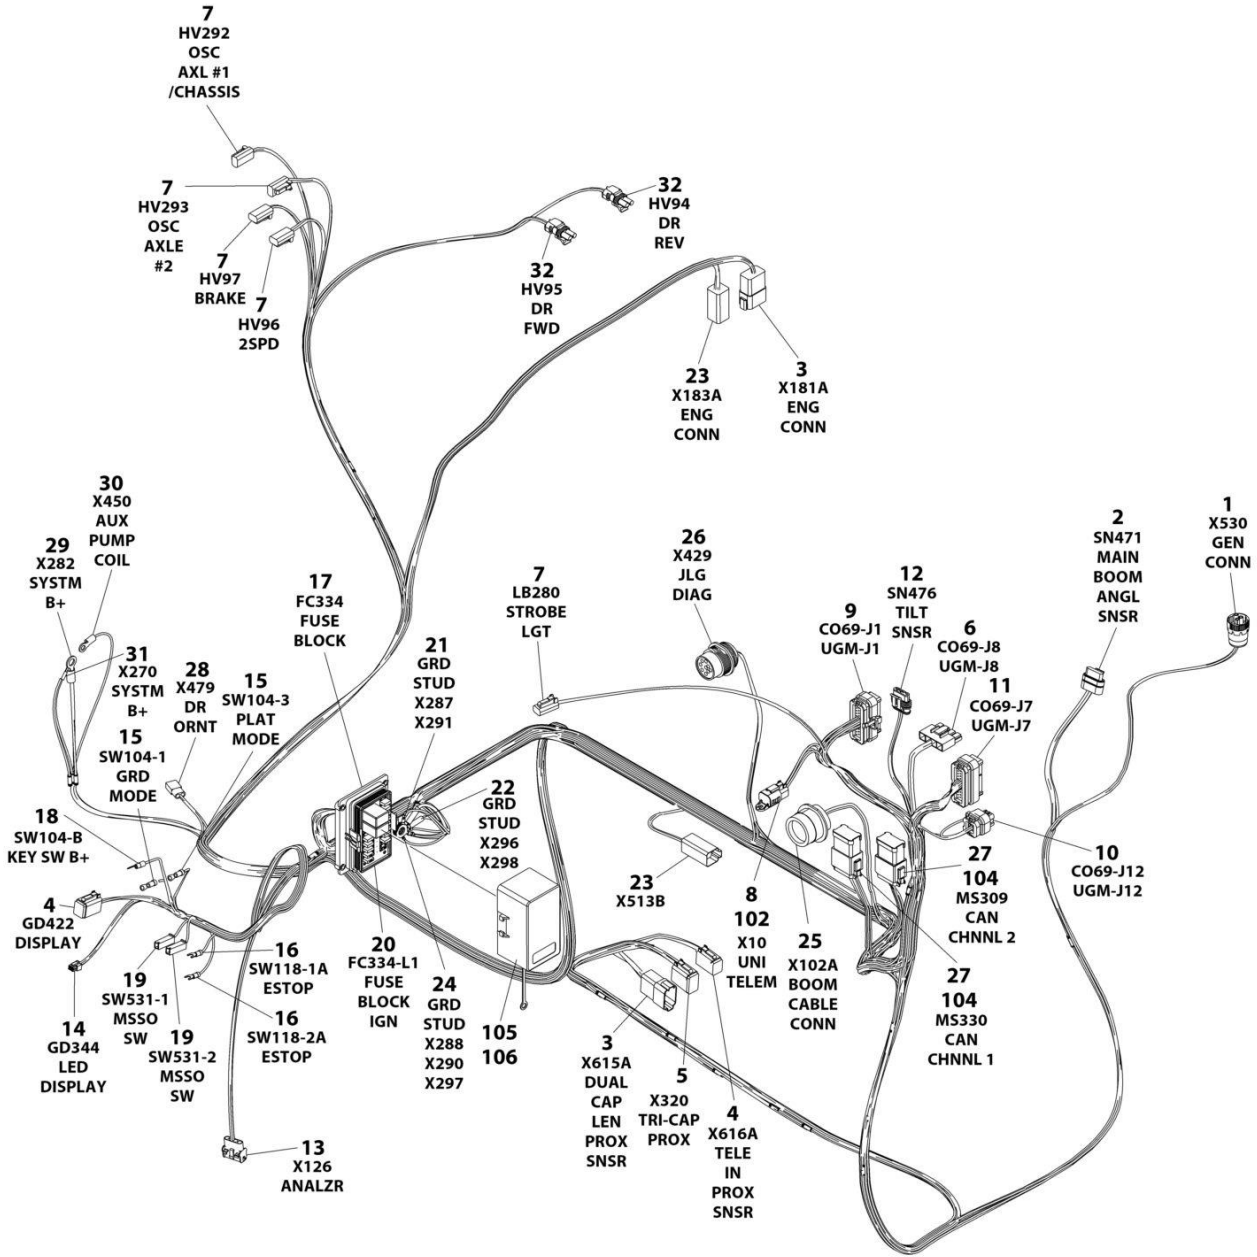 7
HV292
OSC
AXL #1
/CHASSIS
7
HV293
OSC
AXLE
#2
7
HV97
BRAKE
7
HV96
2SPD
32
HV94
DR
REV
32
HV95
DR
FWD
23
X183A
ENG
CONN
3
X181A
ENG
CONN
30
X450
AUX
PUMP
COIL
29
X282
SYSTM
B+
31
X270
SYSTM
B+
28
X479
DR
ORNT
15
SW104-3
PLAT
MODE
15
SW104-1
GRD
MODE
18
SW104-B
KEY SW B+
17
FC334
FUSE
BLOCK
21
GRD
STUD
X287
X291
22
GRD
STUD
X296
X298
7
LB280
STROBE
LGT
26
X429
JLG
DIAG
9
CO69-J1
UGM-J1
12
SN476
TILT
SNSR
6
CO69-J8
UGM-J8
11
CO69-J7
UGM-J7
2
SN471
MAIN
BOOM
ANGL
SNSR
1
X530
GEN
CONN
10
CO69-J12
UGM-J12
27
104
MS309
CAN
CHNNL 2
27
104
MS330
CAN
CHNNL 1
25
X102A
BOOM
CABLE
CONN
8
102
X10
UNI
TELEM
23
X513B
4
GD422
DISPLAY
14
GD344
LED
DISPLAY
19
SW531-1
MSSO
SW
19
SW531-2
MSSO
SW
16
SW118-1A
ESTOP
16
SW118-2A
ESTOP
20
FC334-L1
FUSE
BLOCK
IGN
24
GRD
STUD
X288
X290
X297
105
106
3
X615A
DUAL
CAP
LEN
PROX
SNSR
5
X320
TRI-CAP
PROX
4
X616A
TELE
IN
PROX
SNSR
13
X126
ANALZR